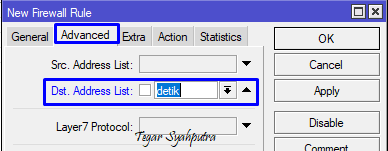 New Firewall Rule
General Advanced Extra Action Statistics
Src. Address List:
Dst. Address List: detik
Layer7 Protocol:
Tegar Syahputra
OK
Cancel
Apply
Disable
Comment